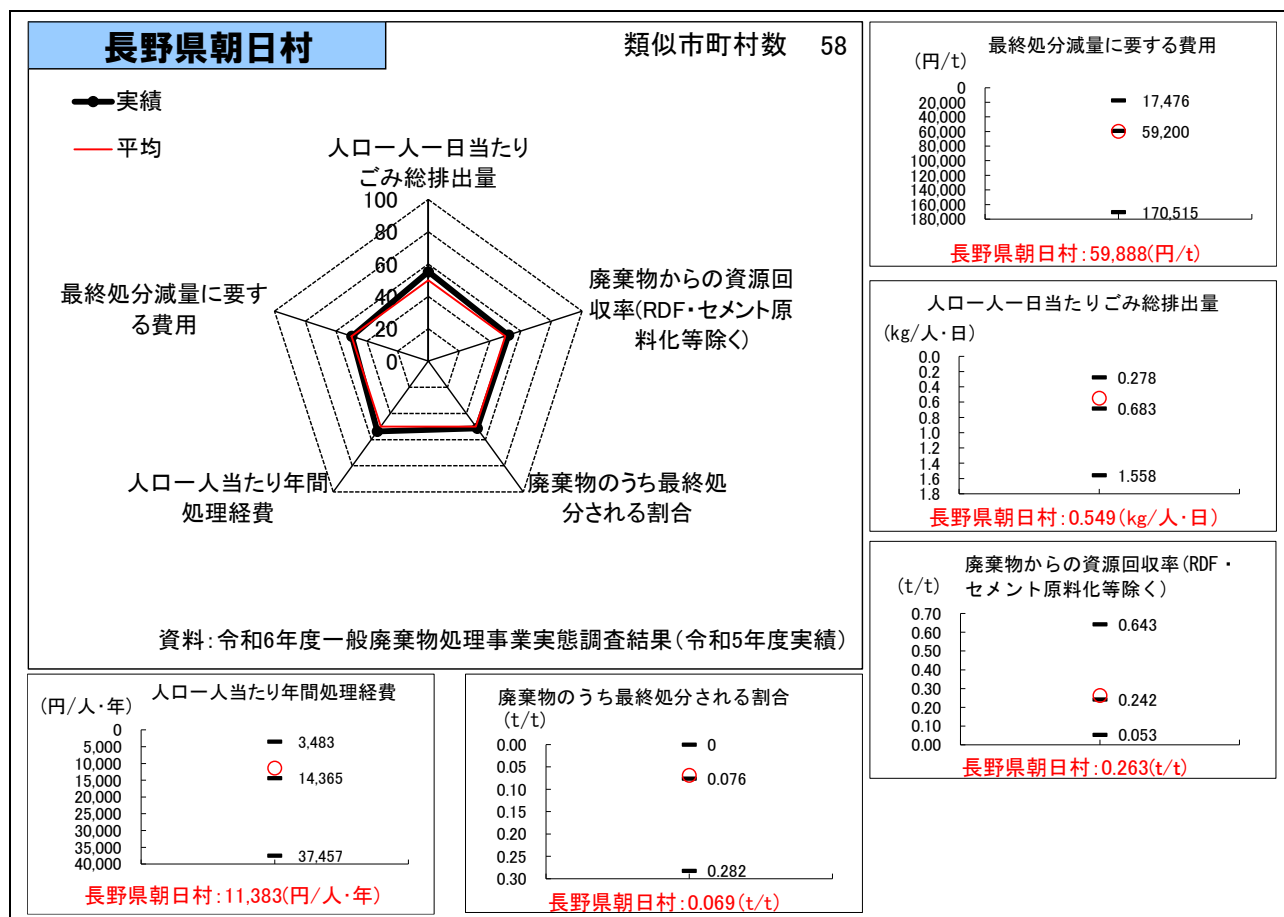 長野県朝日村
類似市町村数 58
実績
平均
人口一人一日当たり
ごみ総排出量
廃棄物からの資源回
収率(RDF・セメント原
料化等除く)
廃棄物のうち最終処
分される割合
人口一人当たり年間
処理経費
最終処分減量に要す
る費用
100
80
60
40
20
0
資料:令和6年度一般廃棄物処理事業実態調査結果(令和5年度実績)
最終処分減量に要する費用
(円/t)
0
20,000
40,000
60,000
80,000
100,000
120,000
140,000
160,000
180,000
17,476
59,200
170,515
長野県朝日村:59,888(円/t)
人口一人一日当たりごみ総排出量
(kg/人・日)
0.0
0.2
0.4
0.6
0.8
1.0
1.2
1.4
1.6
1.8
0.278
0.683
1.558
長野県朝日村:0.549(kg/人・日)
廃棄物からの資源回収率(RDF・
セメント原料化等除く)
(t/t)
0.70
0.60
0.50
0.40
0.30
0.20
0.10
0.00
0.643
0.242
0.053
長野県朝日村:0.263(t/t)
人口一人当たり年間処理経費
(円/人・年)
0
5,000
10,000
15,000
20,000
25,000
30,000
35,000
40,000
3,483
14,365
37,457
長野県朝日村:11,383(円/人・年)
廃棄物のうち最終処分される割合
(t/t)
0.00
0.05
0.10
0.15
0.20
0.25
0.30
0
0.076
0.282
長野県朝日村:0.069(t/t)